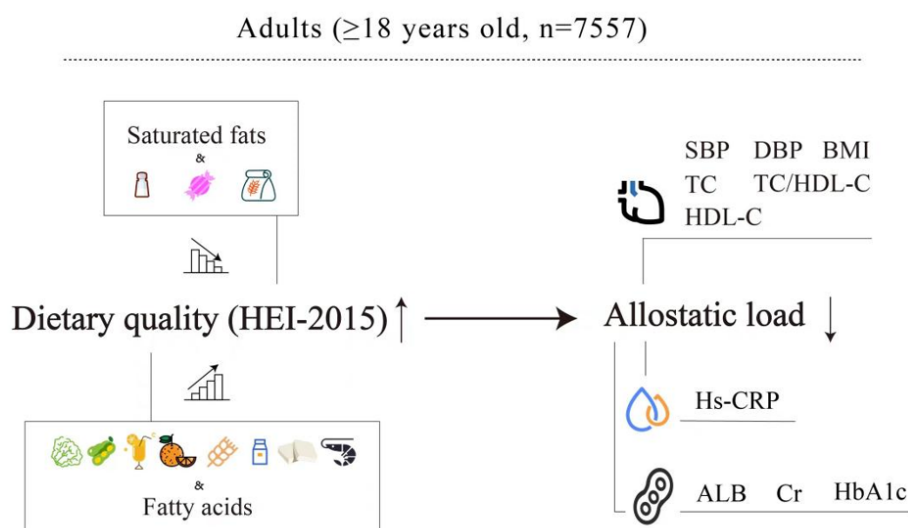 Adults (≥18 years old, n=7557)
Saturated fats
&
Dietary quality (HEI-2015)
&
Fatty acids
SBP DBP BMI
TC TC/HDL-C
HDL-C
Allostatic load
Hs-CRP
ALB Cr HbA1c